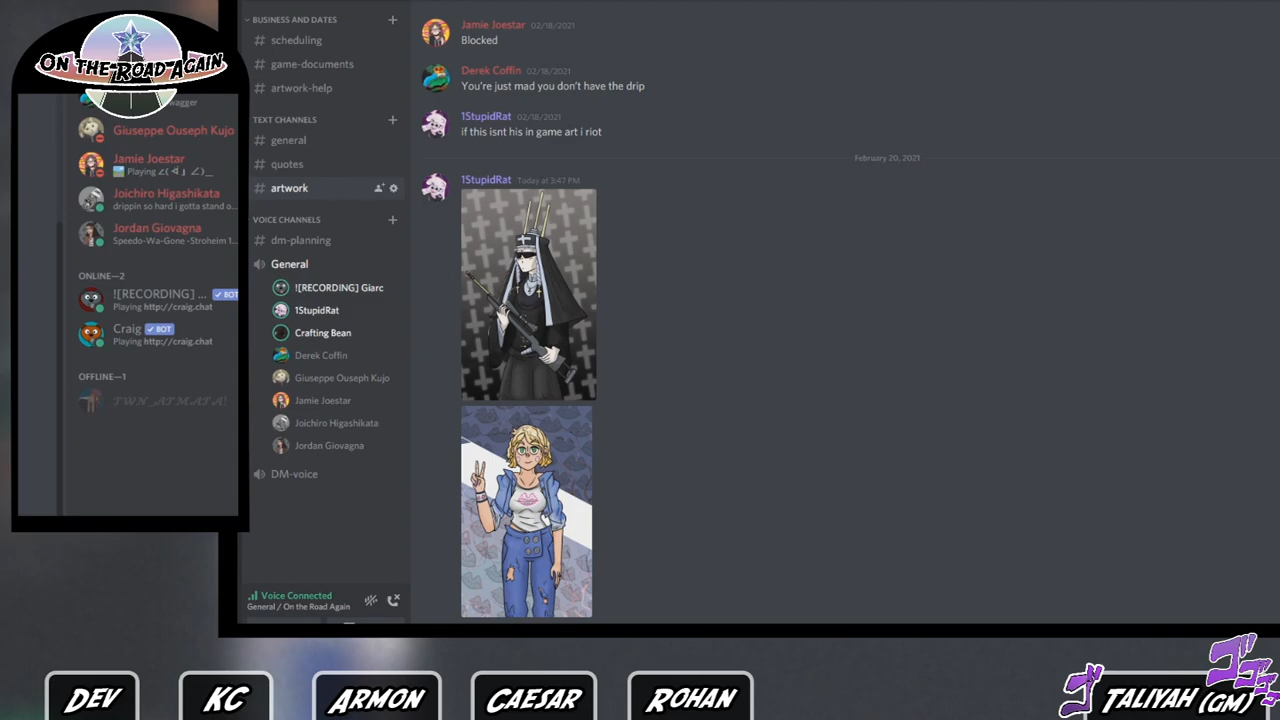 ON THE ROAD AGAIN
wagger
Giuseppe Ouseph Kujo
Jamie Joestar
Playing
Joichiro Higashikata
drippin so hard i gotta stand o...
Jordan Giovagna
Speedo-Wa-Gone -Stroheim 1...
ONLINE—2
![RECORDING] ... BOT
Playing http://craig.chat
Craig BOT
Playing http://craig.chat
OFFLINE—1
BUSINESS AND DATES
# scheduling
# game-documents
# artwork-help
TEXT CHANNELS
# general
# quotes
# artwork
VOICE CHANNELS
# dm-planning
General
![RECORDING] Giarc
1StupidRat
Crafting Bean
Derek Coffin
Giuseppe Ouseph Kujo
Jamie Joestar
Joichiro Higashikata
Jordan Giovagna
DM-voice
Voice Connected
General / On the Road Again
Jamie Joestar 02/18/2021
Blocked
Derek Coffin 02/18/2021
You're just mad you don't have the drip
1StupidRat 02/18/2021
if this isnt his in game art i riot
February 20, 2021
1StupidRat Today at 3:47 PM
DEV
KC
ARMON
CAESAR
ROHAN
TALIYAH (GM)
ゴ
ゴゴゴ